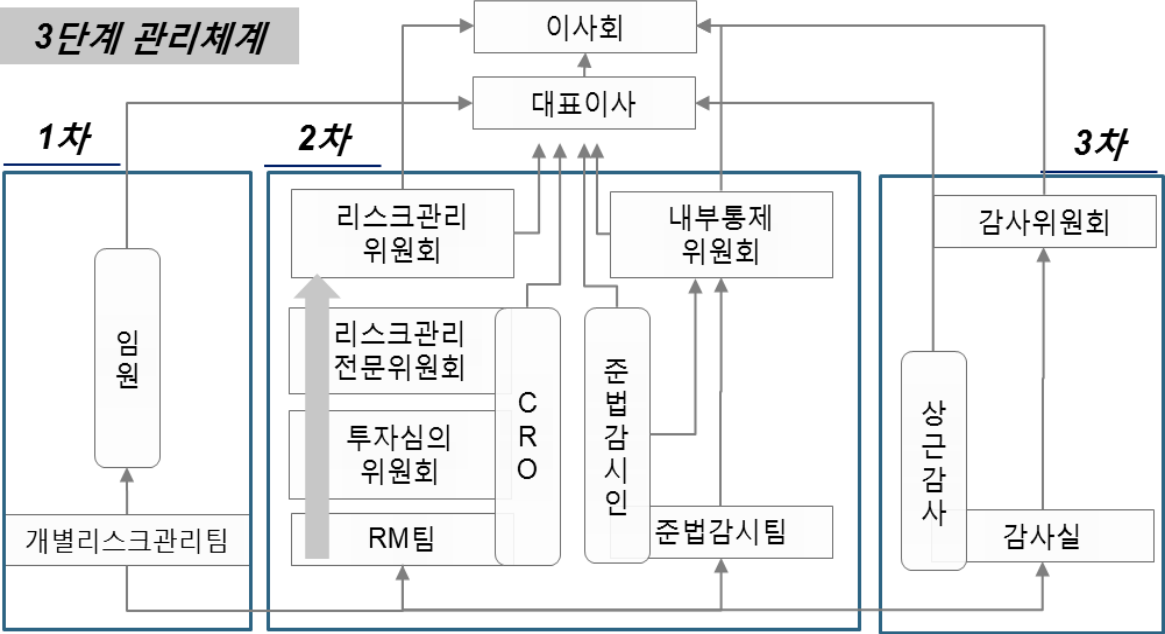 3단계 관리체계
이사회
대표이사
1차
2차
3차
리스크관리
위원회
내부통제
위원회
감사위원회
임
원
리스크관리
전문위원회
투자심의
위원회
RM팀
C
R
O
준
법
감
시
인
준법감시팀
상
근
감
사
감사실
개별리스크관리팀